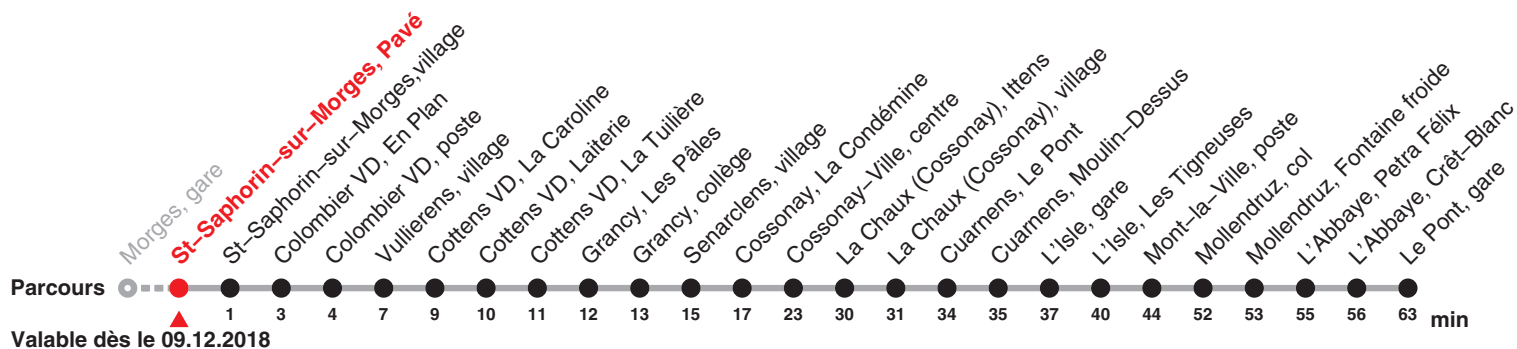 Morges, gare
St–Saphorin–sur–Morges, Pavé
St–Saphorin–sur–Morges,village
Colombier VD, En Plan
Colombier VD, poste
Vullierens, village
Cottens VD, La Caroline
Cottens VD, Laiterie
Cottens VD, La Tuilière
Grancy, Les Pâles
Grancy, collège
Senarclens, village
Cossonay, La Condémine
Cossonay–Ville, centre
La Chaux (Cossonay), Ittens
La Chaux (Cossonay), village
Cuarnens, Le Pont
Cuarnens, Moulin–Dessus
L'Isle, gare
L'Isle, Les Tigneuses
Mont–la–Ville, poste
Mollendruz, col
Mollendruz, Fontaine froide
L'Abbaye, Petra Félix
L'Abbaye, Crêt–Blanc
Le Pont, gare
Parcours
1 3 4 7 9 10 11 12 13 15 17 23 30 31 34 35 37 40 44 52 53 55 56 63 min
Valable dès le 09.12.2018